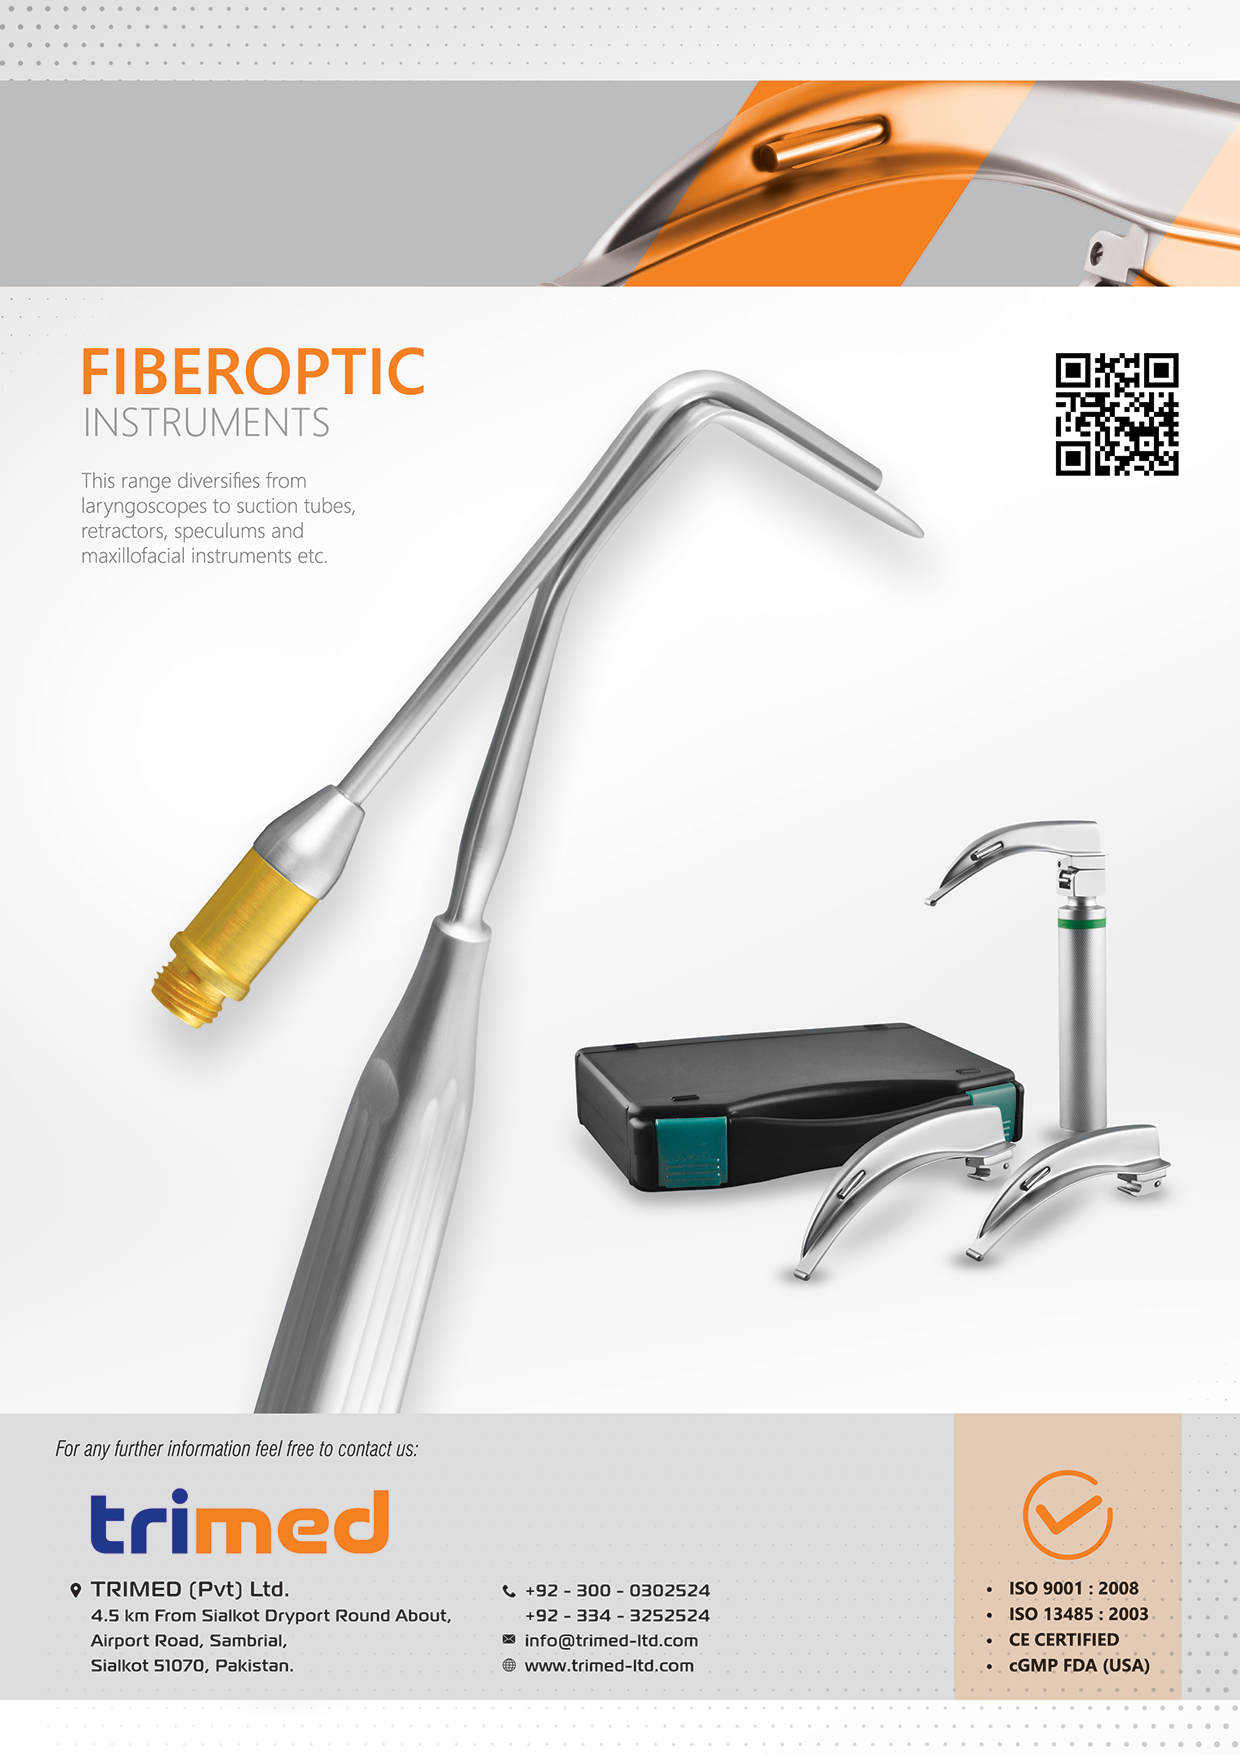 FIBEROPTIC
INSTRUMENTS
This range diversifies from
laryngoscopes to suction tubes,
retractors, speculums and
maxillofacial instruments etc.
For any further information feel free to contact us:
trimed
TRIMED (Pvt) Ltd.
4.5 km From Sialkot Dryport Round About,
Airport Road, Sambrial,
Sialkot 51070, Pakistan.
+92 - 300 - 0302524
+92 - 334 - 3252524
info@trimed-ltd.com
www.trimed-ltd.com
• ISO 9001 : 2008
• ISO 13485 : 2003
• CE CERTIFIED
• cGMP FDA (USA)